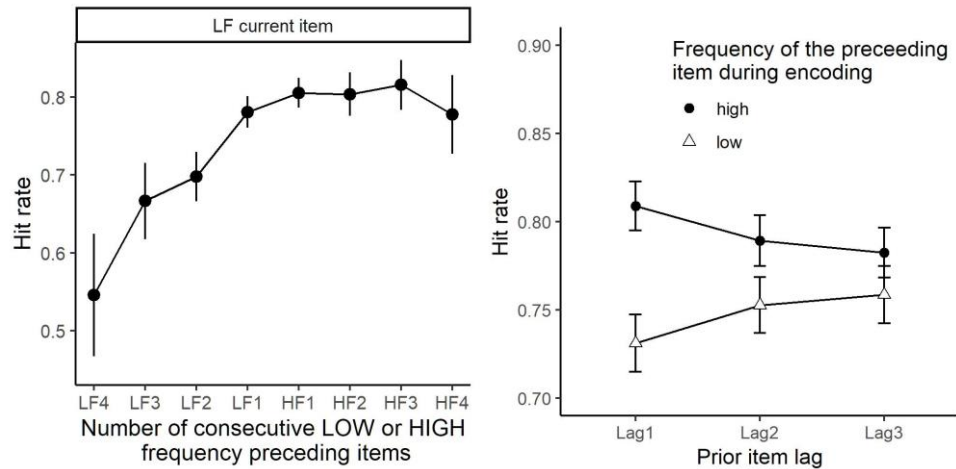 LF current item
Hit rate
0.8
0.7
0.6
0.5
LF4 LF3 LF2 LF1 HF1 HF2 HF3 HF4
Number of consecutive LOW or HIGH
frequency preceding items
Frequency of the preceeding
item during encoding
high
low
Hit rate
0.90
0.85
0.80
0.75
0.70
Lag1 Lag2 Lag3
Prior item lag